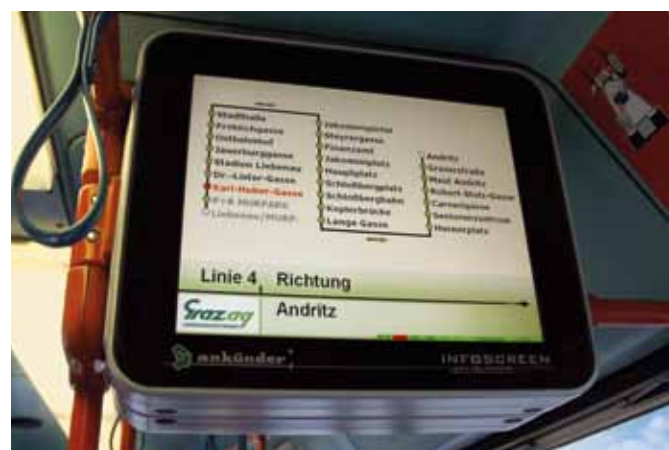 Stadthalle
Fröhlichgasse
Ostbahnhof
Jauerburggasse
Stadion Liebenau
Dr.-Lister-Gasse
Karl-Huber-Gasse
P+R MURPARK
Liebenau/MURP.
Jakominigürtel
Steyrergasse
Finanzamt
Jakominiplatz
Hauptplatz
Schloßbergplatz
Schloßbergbahn
Keplerbrücke
Lange Gasse
Andritz
Grazerstraße
Maut Andritz
Robert-Stolz-Gasse
Carnerigasse
Seniorenzentrum
Hasnerplatz
Linie 4 Richtung
Graz ag Andritz
ankünder INFOSCREEN